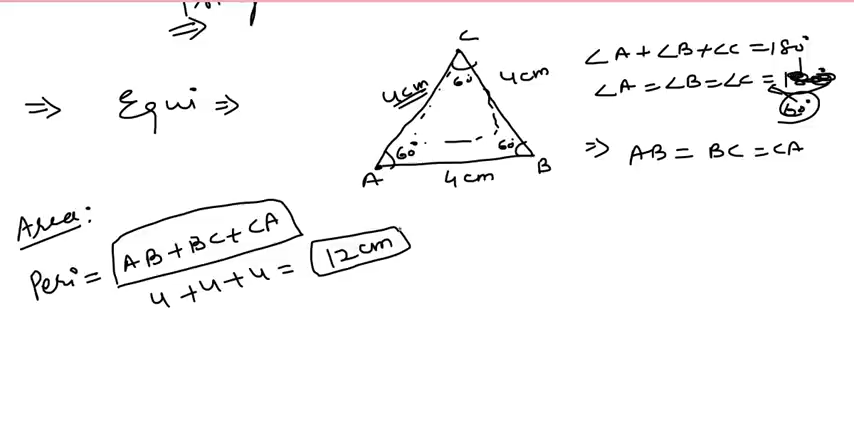 ⇒
⇒ Equi ⇒
C
4cm
4cm
60
60°
60
A
4cm
B
∠A+∠B+∠C=180°
∠A=∠B=∠C=
60°
⇒ AB = BC = CA
Area:
Peri = AB+BC+CA
4+4+4 = 12cm